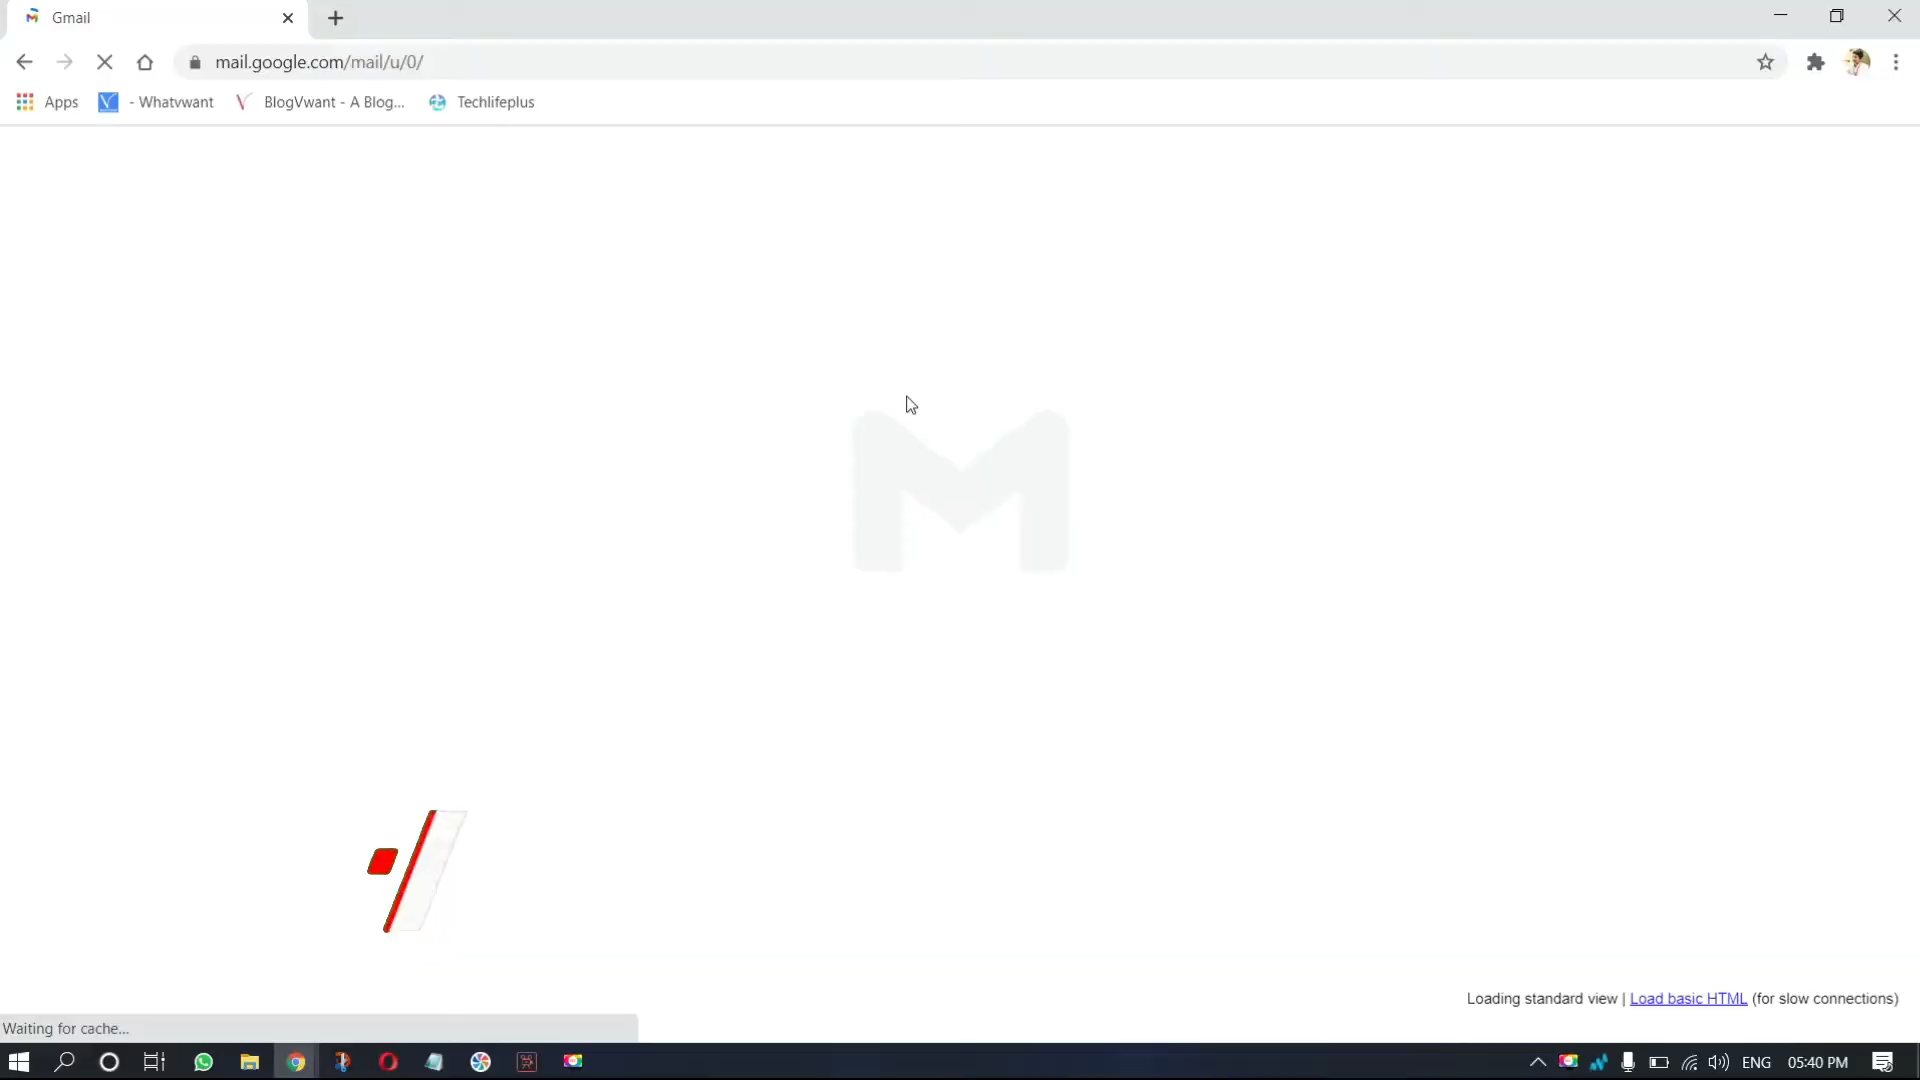 Gmail
mail.google.com/mail/u/0/
Apps - Whatvwant BlogVwant - A Blog... Techlifeplus
Loading standard view | Load basic HTML (for slow connections)
Waiting for cache...
ENG 05:40 PM